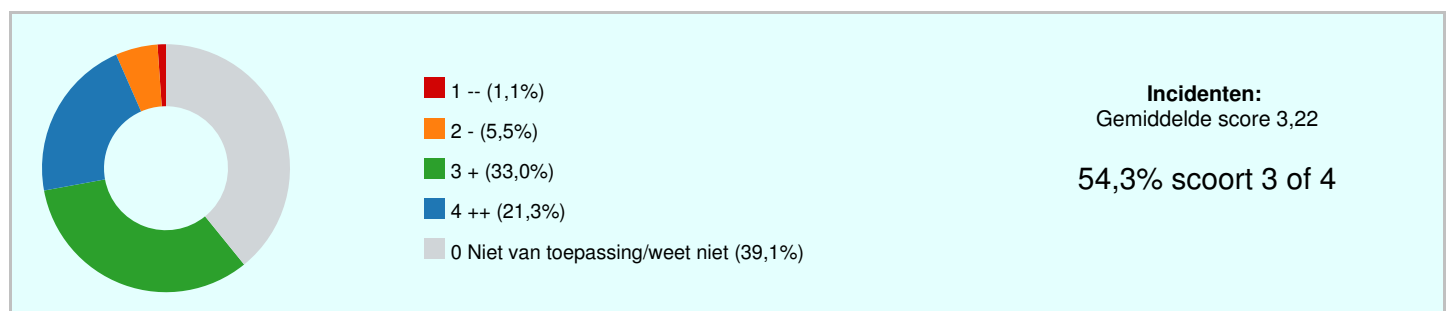 1 -- (1,1%)
2 - (5,5%)
3 + (33,0%)
4 ++ (21,3%)
0 Niet van toepassing/weet niet (39,1%)
Incidenten:
Gemiddelde score 3,22
54,3% scoort 3 of 4